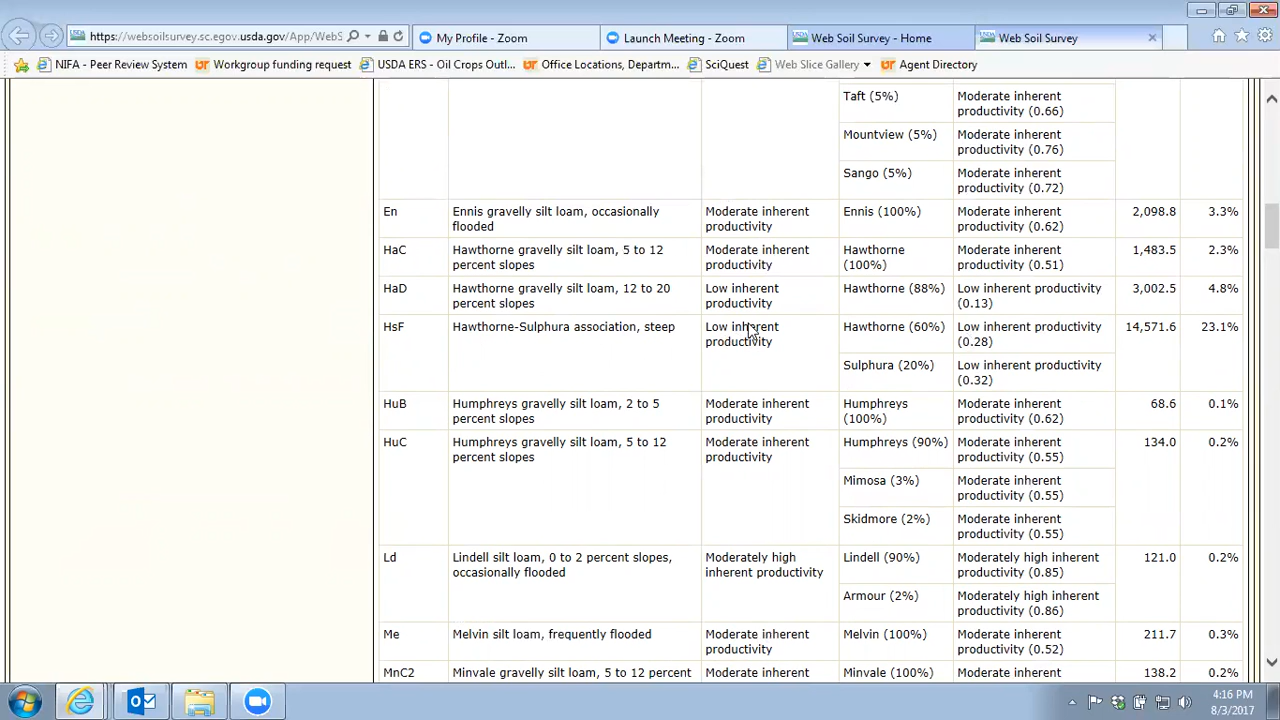 https://websoilsurvey.sc.egov.usda.gov/App/WebS
My Profile - Zoom
Launch Meeting - Zoom
Web Soil Survey - Home
Web Soil Survey
NIFA - Peer Review System
Workgroup funding request
USDA ERS - Oil Crops Outl...
Office Locations, Departm...
SciQuest
Web Slice Gallery
Agent Directory
Taft (5%) Moderate inherent
productivity (0.66)
Mountview (5%) Moderate inherent
productivity (0.76)
Sango (5%) Moderate inherent
productivity (0.72)
En Ennis gravelly silt loam, occasionally Moderate inherent Ennis (100%) Moderate inherent 2,098.8 3.3%
flooded productivity productivity (0.62)
HaC Hawthorne gravelly silt loam, 5 to 12 Moderate inherent Hawthorne Moderate inherent 1,483.5 2.3%
percent slopes productivity (100%) productivity (0.51)
HaD Hawthorne gravelly silt loam, 12 to 20 Low inherent Hawthorne (88%) Low inherent productivity 3,002.5 4.8%
percent slopes productivity (0.13)
HsF Hawthorne-Sulphura association, steep Low inherent Hawthorne (60%) Low inherent productivity 14,571.6 23.1%
productivity (0.28)
Sulphura (20%) Low inherent productivity
(0.32)
HuB Humphreys gravelly silt loam, 2 to 5 Moderate inherent Humphreys Moderate inherent 68.6 0.1%
percent slopes productivity (100%) productivity (0.62)
HuC Humphreys gravelly silt loam, 5 to 12 Moderate inherent Humphreys (90%) Moderate inherent 134.0 0.2%
percent slopes productivity productivity (0.55)
Mimosa (3%) Moderate inherent
productivity (0.55)
Skidmore (2%) Moderate inherent
productivity (0.55)
Ld Lindell silt loam, 0 to 2 percent slopes, Moderately high Lindell (90%) Moderately high inherent 121.0 0.2%
occasionally flooded inherent productivity productivity (0.85)
Armour (2%) Moderately high inherent
productivity (0.86)
Me Melvin silt loam, frequently flooded Moderate inherent Melvin (100%) Moderate inherent 211.7 0.3%
productivity productivity (0.52)
MnC2 Minvale gravelly silt loam, 5 to 12 percent Moderate inherent Minvale (100%) Moderate inherent 138.2 0.2%
4:16 PM
8/3/2017